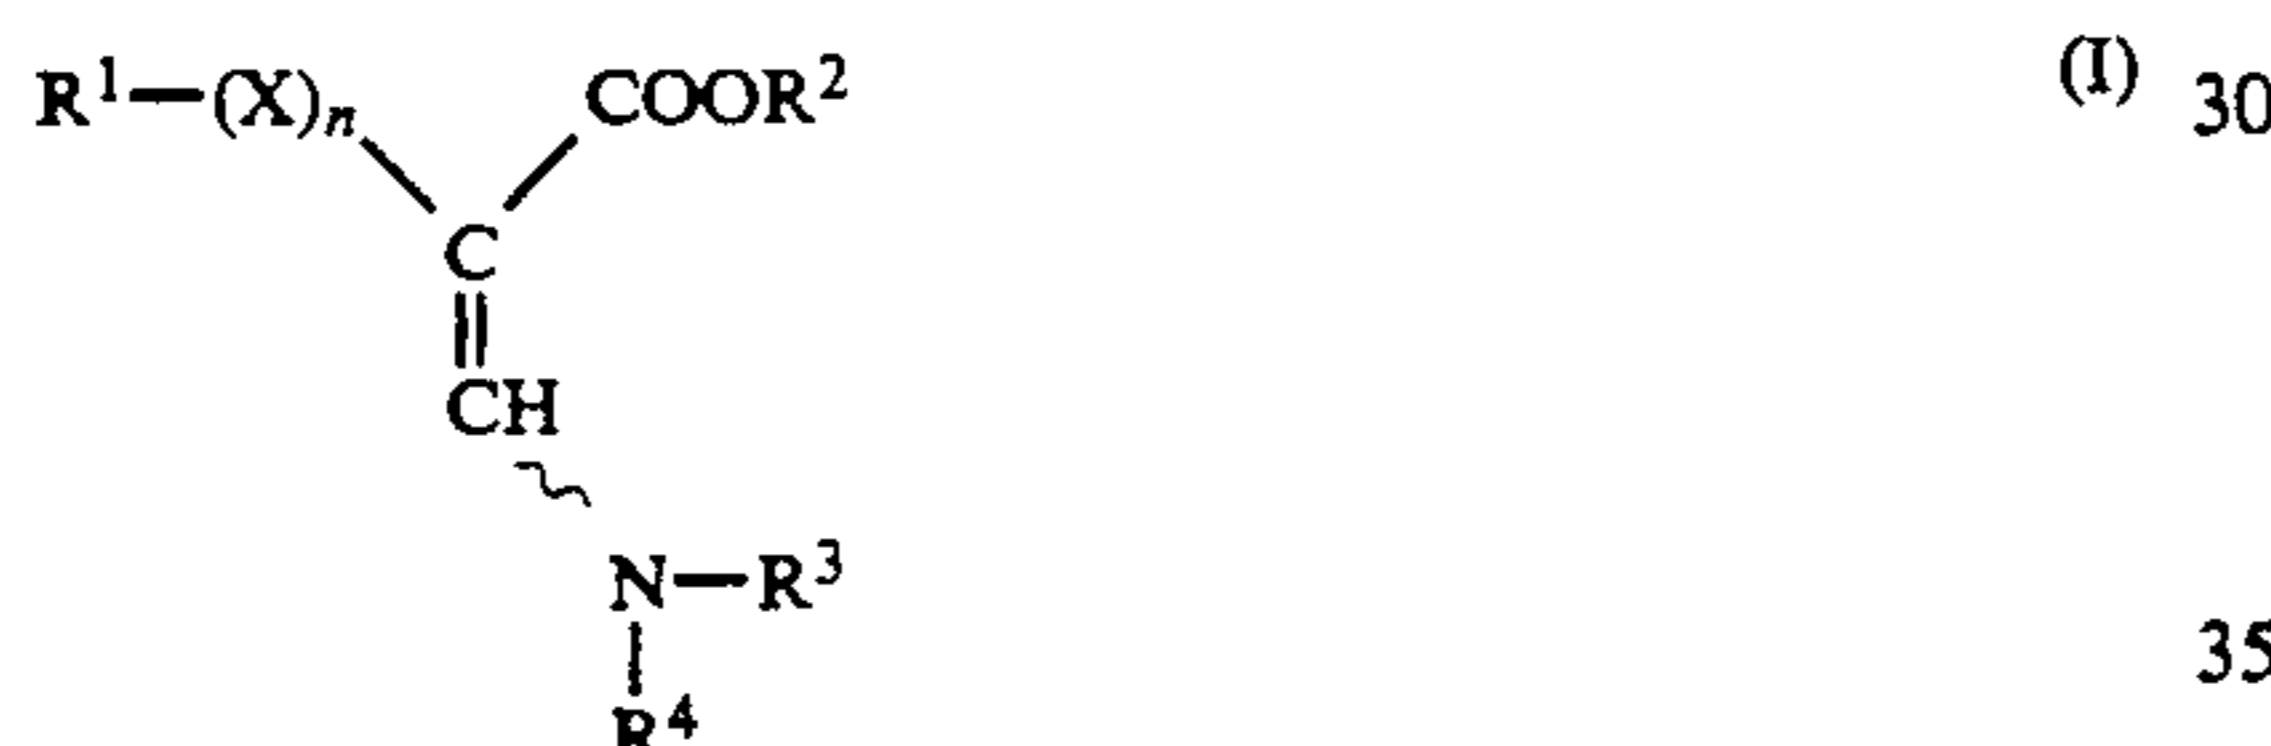 R¹—(X)ₙ COOR² (I) 30
C
CH
N—R³
35
R⁴